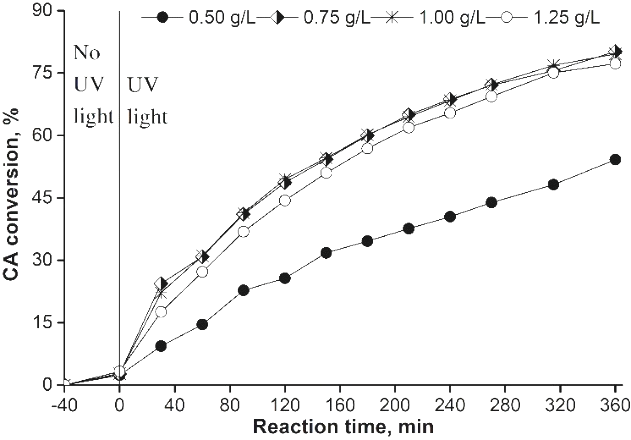 90
0.50 g/L 0.75 g/L 1.00 g/L 1.25 g/L
No UV
UV light
light
75
60
45
30
15
0
CA conversion, %
-40 0 40 80 120 160 200 240 280 320 360
Reaction time, min